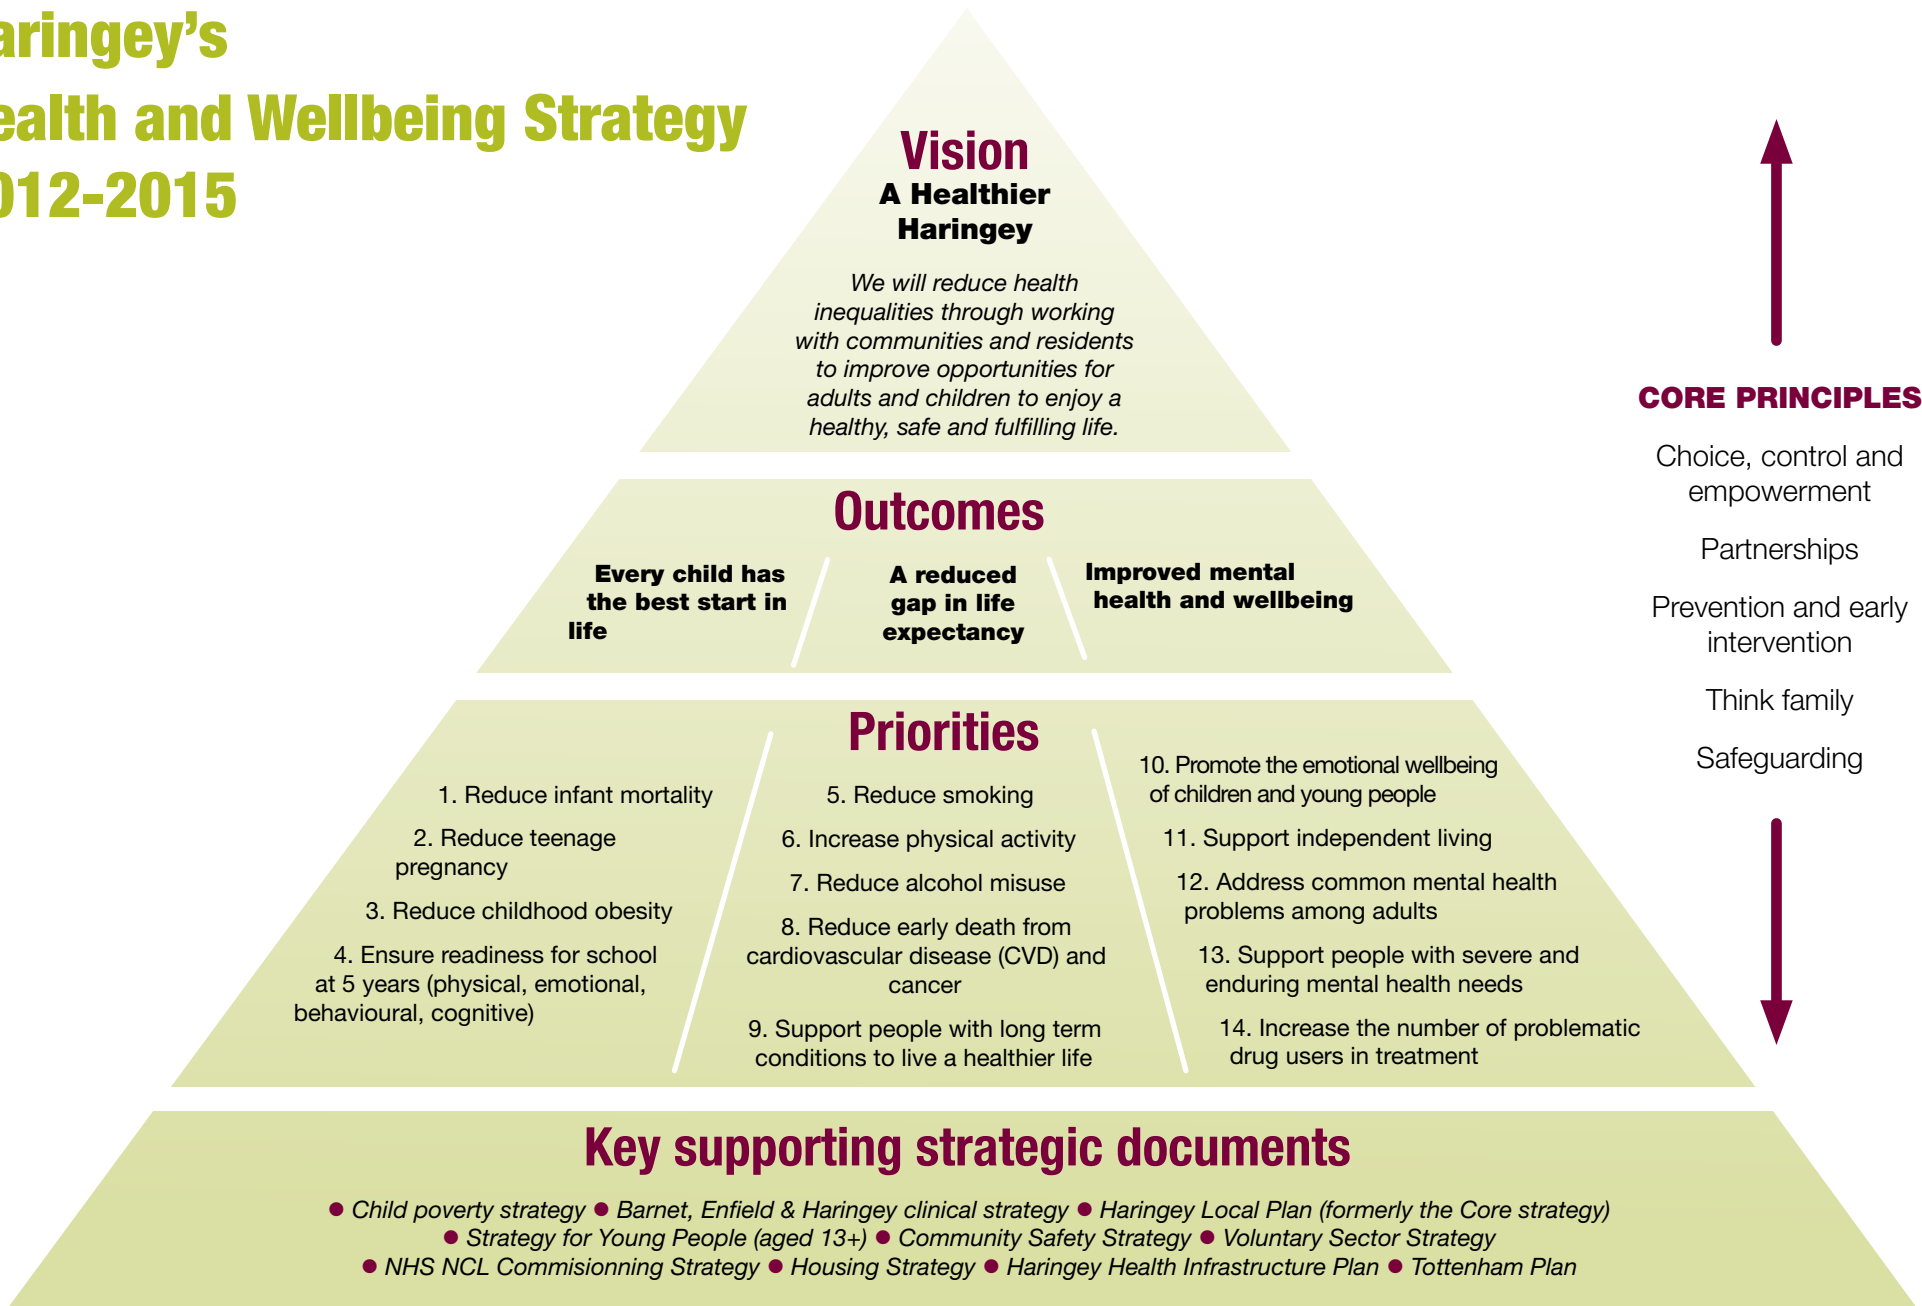 aringey’s
ealth and Wellbeing Strategy
012-2015
Vision
A Healthier
Haringey
We will reduce health
inequalities through working
with communities and residents
to improve opportunities for
adults and children to enjoy a
healthy, safe and fulfilling life.
Outcomes
Every child has
the best start in
life
A reduced
gap in life
expectancy
Improved mental
health and wellbeing
Priorities
1. Reduce infant mortality
2. Reduce teenage
pregnancy
3. Reduce childhood obesity
4. Ensure readiness for school
at 5 years (physical, emotional,
behavioural, cognitive)
5. Reduce smoking
6. Increase physical activity
7. Reduce alcohol misuse
8. Reduce early death from
cardiovascular disease (CVD) and
cancer
9. Support people with long term
conditions to live a healthier life
10. Promote the emotional wellbeing
of children and young people
11. Support independent living
12. Address common mental health
problems among adults
13. Support people with severe and
enduring mental health needs
14. Increase the number of problematic
drug users in treatment
Key supporting strategic documents
● Child poverty strategy ● Barnet, Enfield & Haringey clinical strategy ● Haringey Local Plan (formerly the Core strategy)
● Strategy for Young People (aged 13+) ● Community Safety Strategy ● Voluntary Sector Strategy
● NHS NCL Commisionning Strategy ● Housing Strategy ● Haringey Health Infrastructure Plan ● Tottenham Plan
CORE PRINCIPLES
Choice, control and
empowerment
Partnerships
Prevention and early
intervention
Think family
Safeguarding